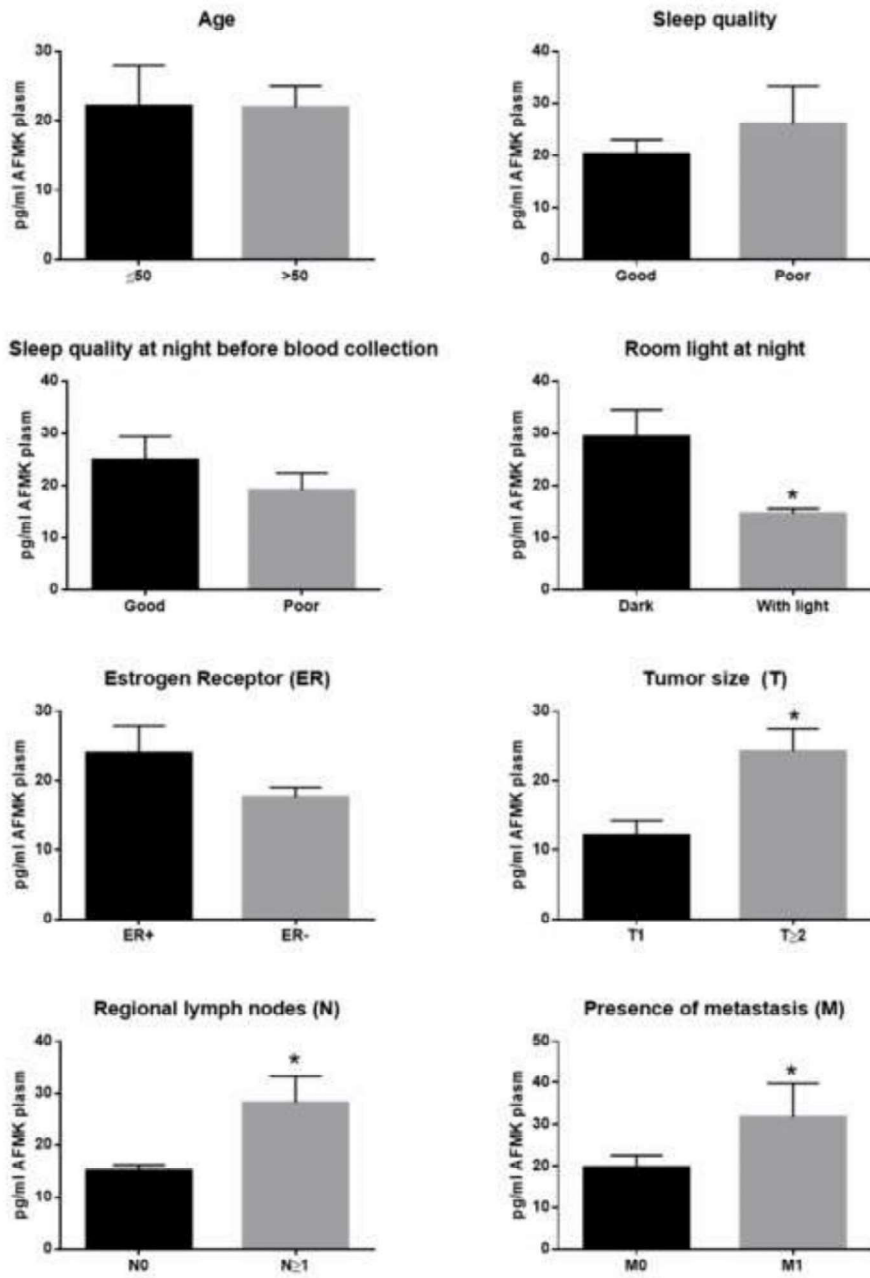 Age
pg/ml AFMK plasm
30
20
10
0
≤50 >50
Sleep quality
pg/ml AFMK plasm
40
30
20
10
0
Good Poor
Sleep quality at night before blood collection
pg/ml AFMK plasm
40
30
20
10
0
Good Poor
Room light at night
pg/ml AFMK plasm
40
30
20
10
0
*
Dark With light
Estrogen Receptor (ER)
pg/ml AFMK plasm
30
20
10
0
ER+ ER-
Tumor size (T)
pg/ml AFMK plasm
30
20
10
0
*
T1 T≥2
Regional lymph nodes (N)
pg/ml AFMK plasm
40
30
20
10
0
*
N0 N≥1
Presence of metastasis (M)
pg/ml AFMK plasm
50
40
30
20
10
0
*
M0 M1